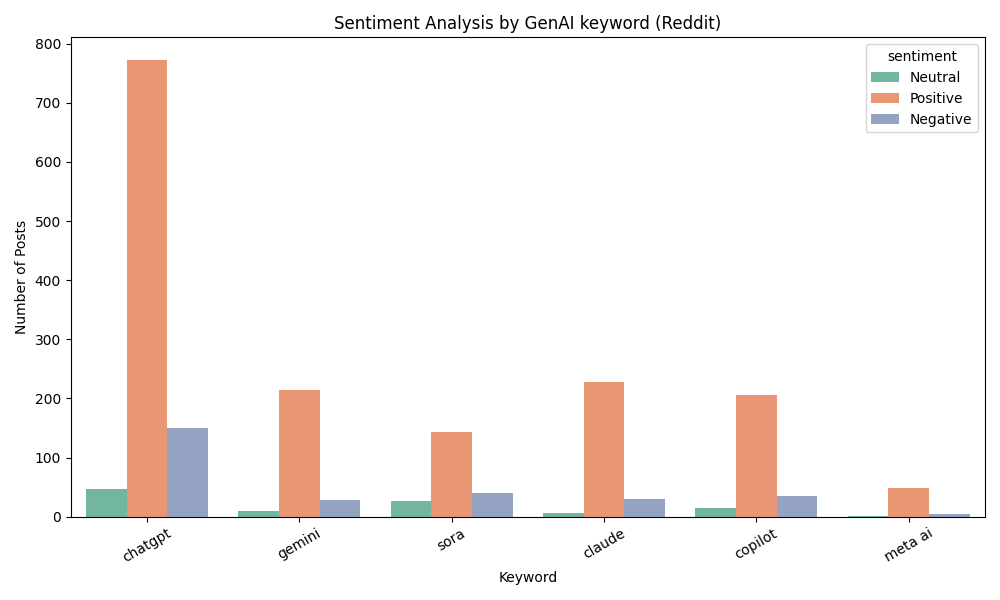 Sentiment Analysis by GenAI keyword (Reddit)
sentiment
Neutral
Positive
Negative
Number of Posts
800
700
600
500
400
300
200
100
0
chatgpt
gemini
sora
claude
copilot
meta ai
Keyword